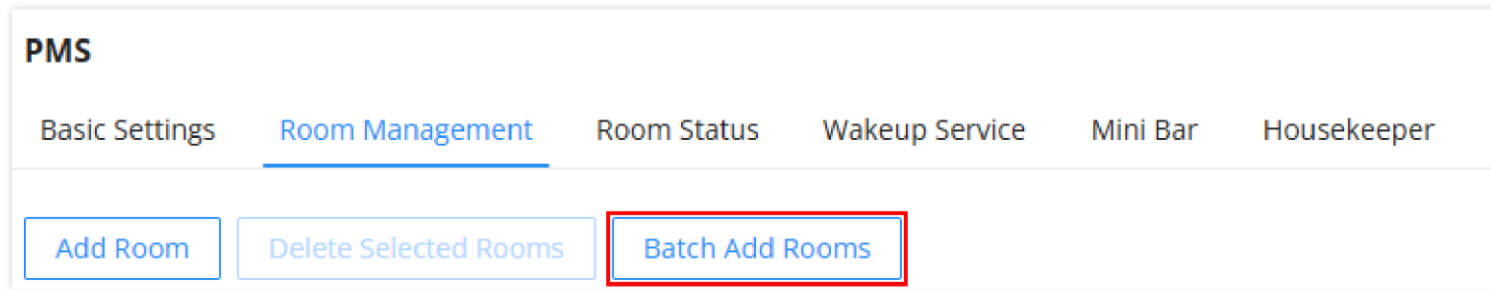 PMS
Basic Settings Room Management Room Status Wakeup Service Mini Bar Housekeeper
Add Room Delete Selected Rooms Batch Add Rooms